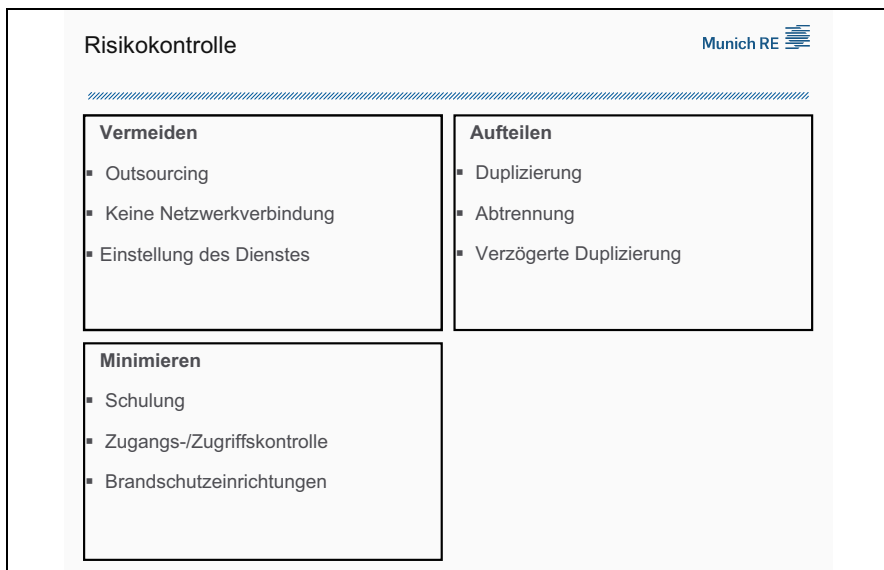 Risikokontrolle
Munich RE
Vermeiden
▪ Outsourcing
▪ Keine Netzwerkverbindung
▪ Einstellung des Dienstes
Aufteilen
▪ Duplizierung
▪ Abtrennung
▪ Verzögerte Duplizierung
Minimieren
▪ Schulung
▪ Zugangs-/Zugriffskontrolle
▪ Brandschutzeinrichtungen